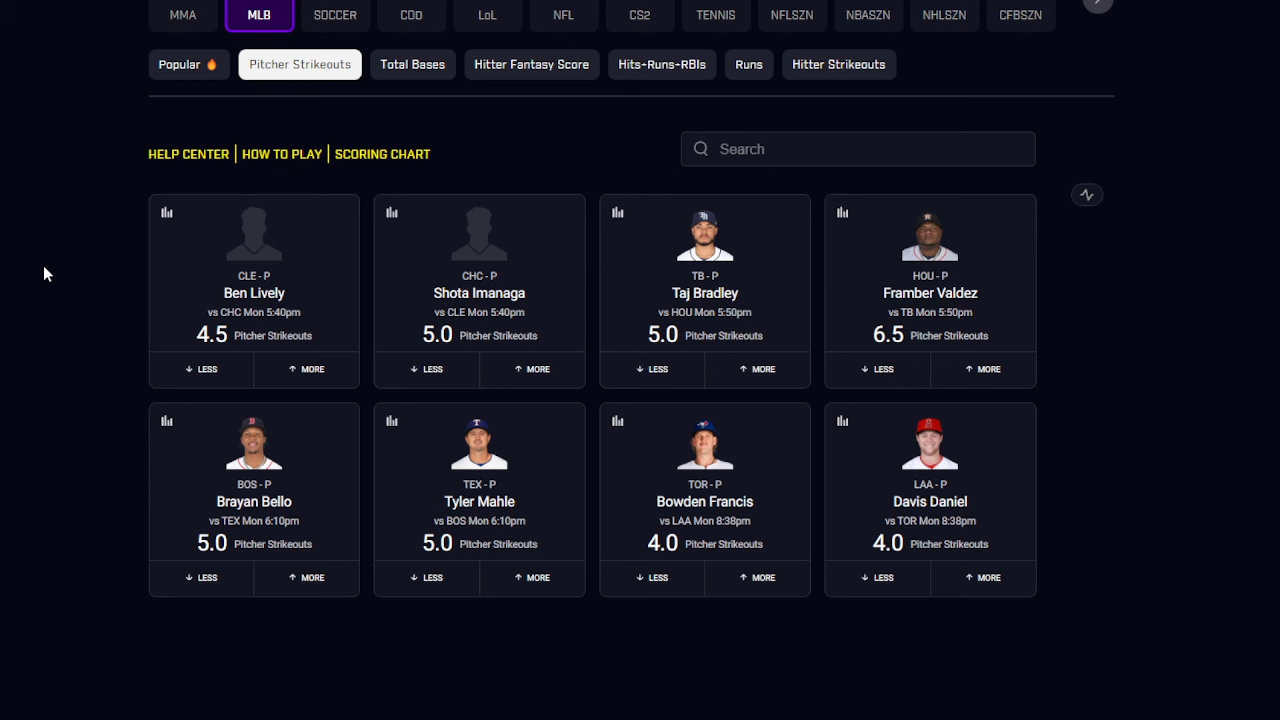 MMA MLB SOCCER COD LoL NFL CS2 TENNIS NFLSZN NBASZN NHLSZN CFBSZN
Popular 🔥 Pitcher Strikeouts Total Bases Hitter Fantasy Score Hits-Runs-RBIs Runs Hitter Strikeouts
HELP CENTER | HOW TO PLAY | SCORING CHART Search
CLE - P CHC - P TB - P HOU - P
Ben Lively Shota Imanaga Taj Bradley Framber Valdez
vs CHC Mon 5:40pm vs CLE Mon 5:40pm vs HOU Mon 5:50pm vs TB Mon 5:50pm
4.5 Pitcher Strikeouts 5.0 Pitcher Strikeouts 5.0 Pitcher Strikeouts 6.5 Pitcher Strikeouts
↓ LESS ↑ MORE ↓ LESS ↑ MORE ↓ LESS ↑ MORE ↓ LESS ↑ MORE
BOS - P TEX - P TOR - P LAA - P
Brayan Bello Tyler Mahle Bowden Francis Davis Daniel
vs TEX Mon 6:10pm vs BOS Mon 6:10pm vs LAA Mon 8:38pm vs TOR Mon 8:38pm
5.0 Pitcher Strikeouts 5.0 Pitcher Strikeouts 4.0 Pitcher Strikeouts 4.0 Pitcher Strikeouts
↓ LESS ↑ MORE ↓ LESS ↑ MORE ↓ LESS ↑ MORE ↓ LESS ↑ MORE